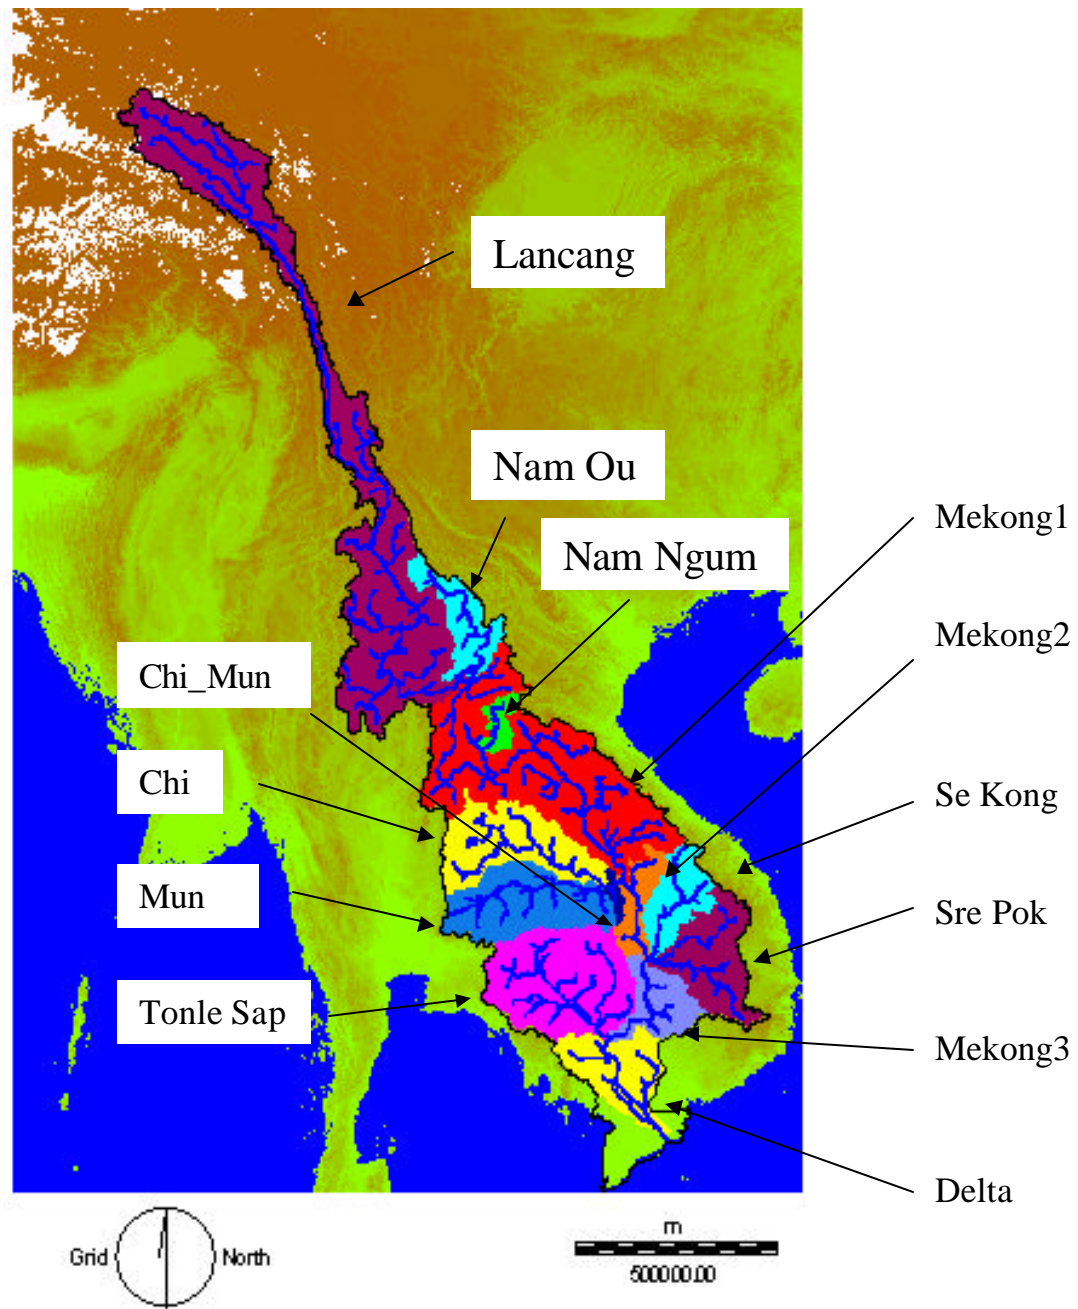 Lancang
Nam Ou
Mekong1
Nam Ngum
Mekong2
Chi_Mun
Chi
Se Kong
Mun
Sre Pok
Tonle Sap
Mekong3
Delta
m
Grid North
500000.00